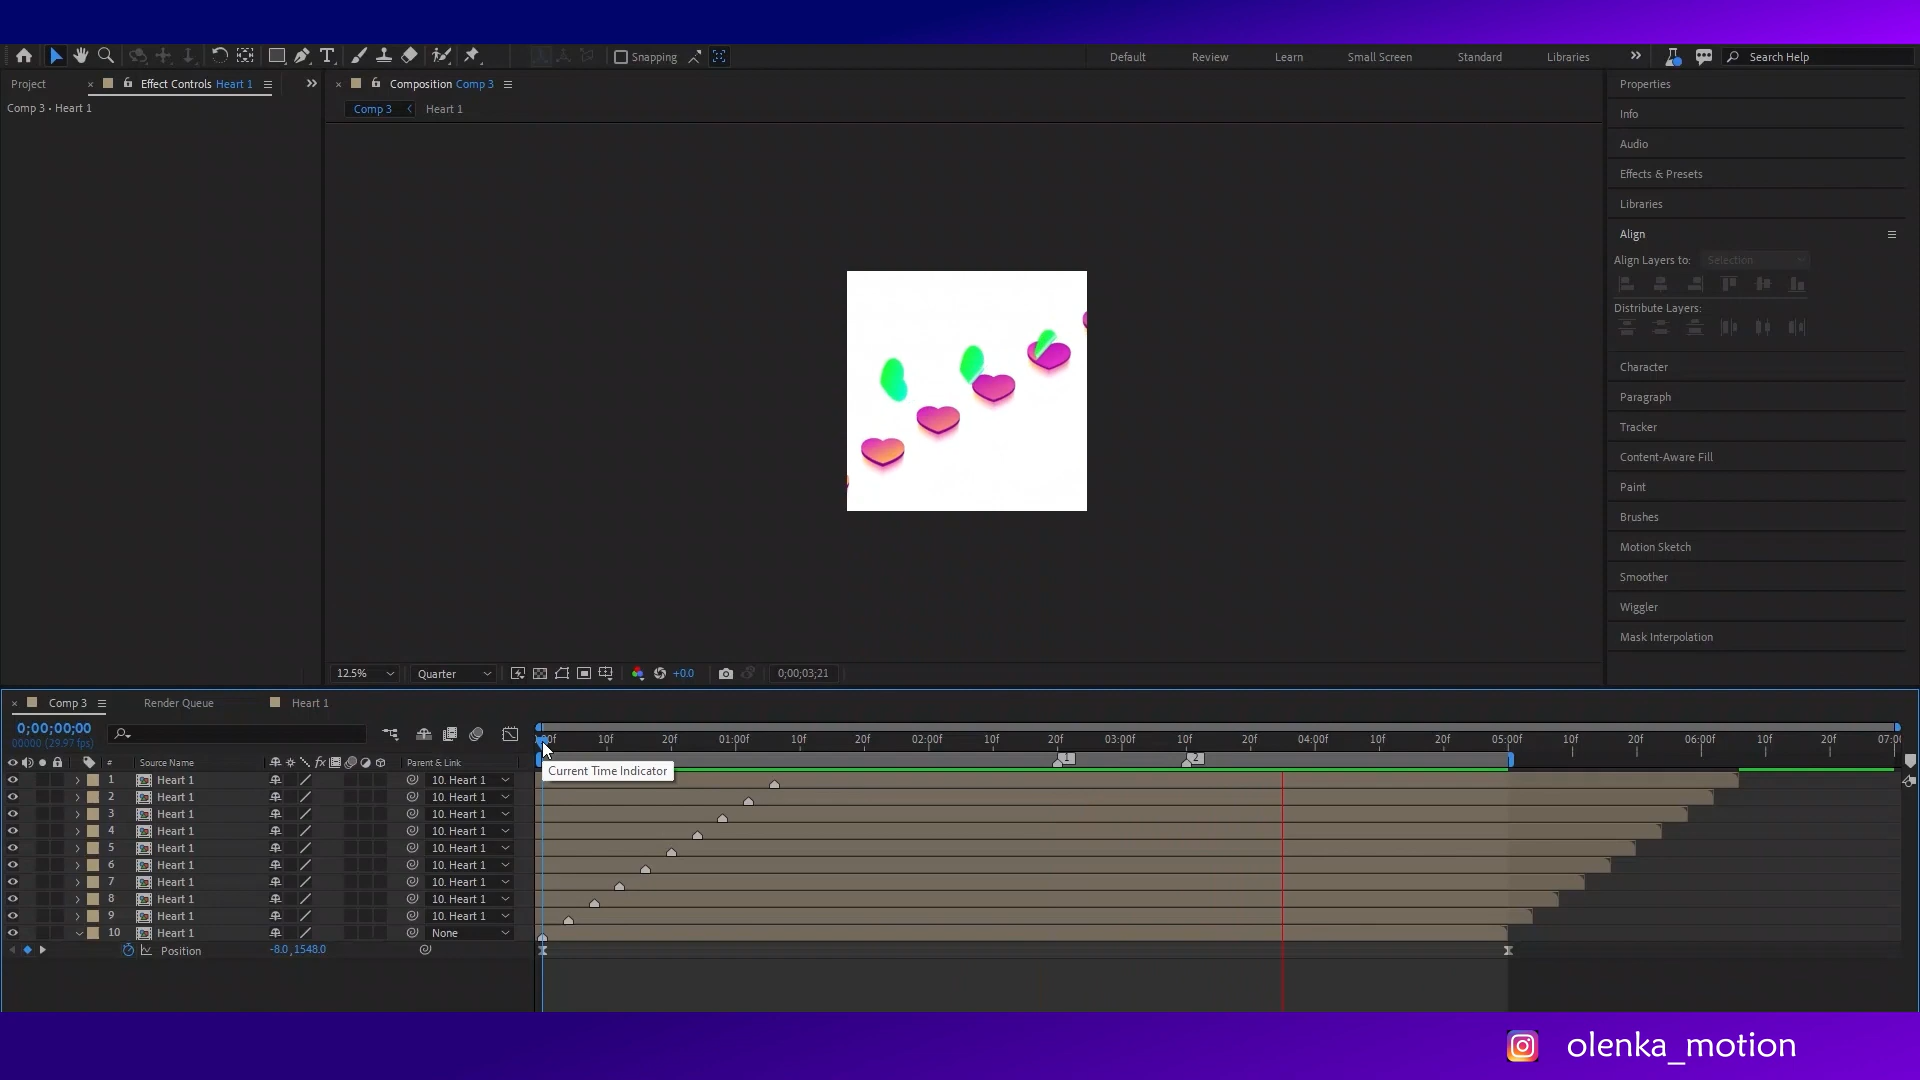 Snapping
Default Review Learn Small Screen Standard Libraries
Search Help
Project
Effect Controls Heart 1
Comp 3 • Heart 1
Composition Comp 3
Comp 3
Heart 1
Properties
Info
Audio
Effects & Presets
Libraries
Align
Align Layers to: Selection
Distribute Layers:
Character
Paragraph
Tracker
Content-Aware Fill
Paint
Brushes
Motion Sketch
Smoother
Wiggler
Mask Interpolation
12.5% Quarter +0.0 0;00;03;21
Comp 3 Render Queue Heart 1
0;00;00;00
00000 (29.97 fps)
10f 20f 01:00f 10f 20f 02:00f 10f 20f 03:00f 10f 20f 04:00f 10f 20f 05:00f 10f 20f 06:00f 10f 20f
1 2
# Source Name fx Parent & Link
Current Time Indicator
1 Heart 1 10. Heart 1
2 Heart 1 10. Heart 1
3 Heart 1 10. Heart 1
4 Heart 1 10. Heart 1
5 Heart 1 10. Heart 1
6 Heart 1 10. Heart 1
7 Heart 1 10. Heart 1
8 Heart 1 10. Heart 1
9 Heart 1 10. Heart 1
10 Heart 1 None
Position -8.0,1548.0
olenka_motion